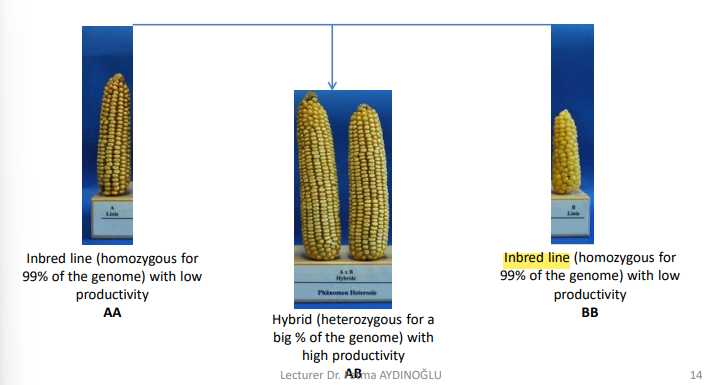 A
Linie
Inbred line (homozygous for
99% of the genome) with low
productivity
AA
A x B
Hybride
Phänomen Heterosis
Hybrid (heterozygous for a
big % of the genome) with
high productivity
AB
B
Linie
Inbred line (homozygous for
99% of the genome) with low
productivity
BB
Lecturer Dr. Fatma AYDINOĞLU
14